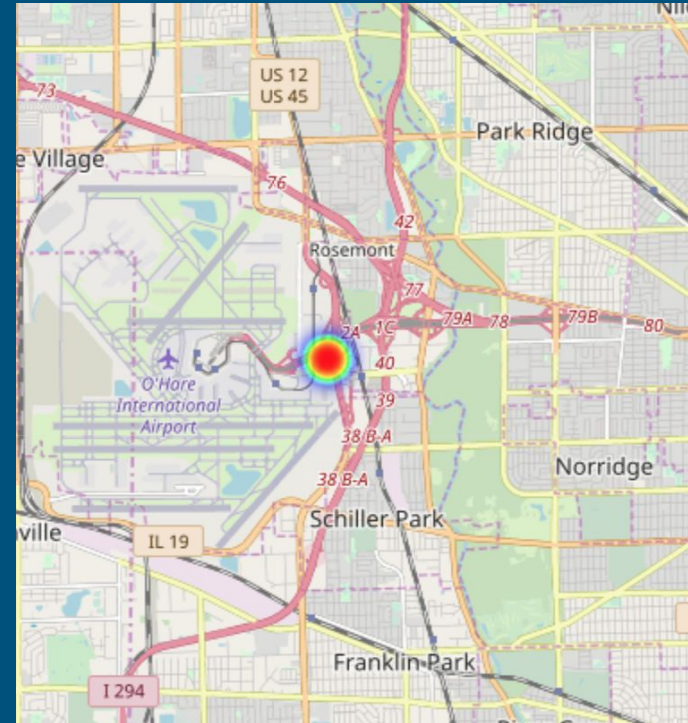 Nil
73
US 12
US 45
Park Ridge
e Village
76
42
Rosemont
77
79A
78
79B
80
2A
1C
40
O'Hare
International
Airport
39
38 B-A
Norridge
38 B-A
Schiller Park
ville
IL 19
Franklin Park
I 294